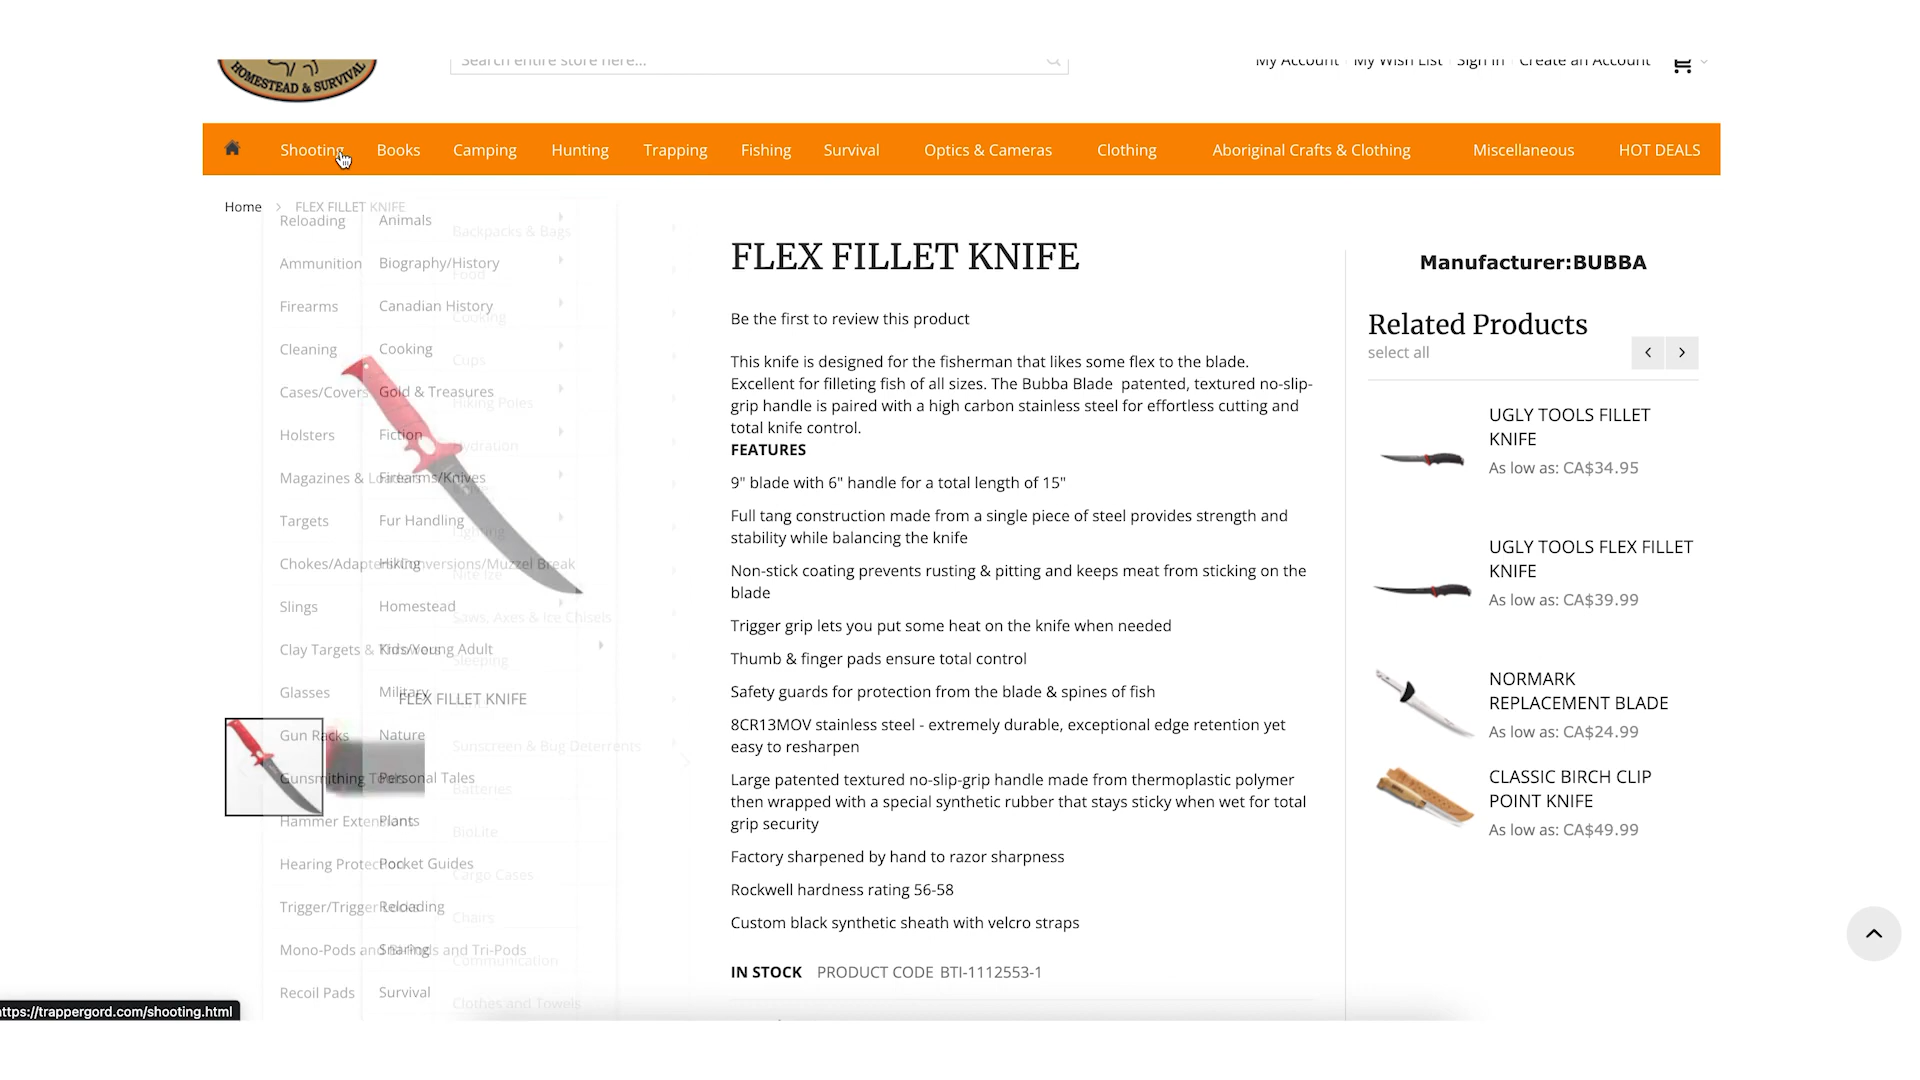 HOMESTEAD & SURVIVAL
Search entire store here...
My Account
My Wish List
Sign In
Create an Account
Shooting
Books
Camping
Hunting
Trapping
Fishing
Survival
Optics & Cameras
Clothing
Aboriginal Crafts & Clothing
Miscellaneous
HOT DEALS
Home
FLEX FILLET KNIFE
Reloading
Ammunition
Firearms
Cleaning
Cases/Covers
Holsters
Magazines &
Targets
Slings
Clay Targets &
Glasses
Gun Racks
Gunsmithing
Hammer
Hearing
Mono-Pods and Bi-Pods and Tri-Pods
Recoil Pads
Animals
Biography/History
Canadian History
Cooking
Gold & Treasures
Fiction
Firearms/Knives
Fur Handling
Hiking
Homestead
Kids/Young Adult
Military
Nature
Personal Tales
Plants
Pocket Guides
Reloading
Snaring
Survival
Backpacks & Bags
Food
Cooking
Cups
Hiking Poles
Hydration
Lighting
Nite Ize
Saws, Axes & Ice Chisels
Sleeping
Sunscreen & Bug Deterrents
Batteries
BioLite
Cargo Cases
Chairs
Communication
Clothes and Towels
FLEX FILLET KNIFE
FLEX FILLET KNIFE
Be the first to review this product
This knife is designed for the fisherman that likes some flex to the blade.
Excellent for filleting fish of all sizes. The Bubba Blade patented, textured no-slip-
grip handle is paired with a high carbon stainless steel for effortless cutting and
total knife control.
FEATURES
9" blade with 6" handle for a total length of 15"
Full tang construction made from a single piece of steel provides strength and
stability while balancing the knife
Non-stick coating prevents rusting & pitting and keeps meat from sticking on the
blade
Trigger grip lets you put some heat on the knife when needed
Thumb & finger pads ensure total control
Safety guards for protection from the blade & spines of fish
8CR13MOV stainless steel - extremely durable, exceptional edge retention yet
easy to resharpen
Large patented textured no-slip-grip handle made from thermoplastic polymer
then wrapped with a special synthetic rubber that stays sticky when wet for total
grip security
Factory sharpened by hand to razor sharpness
Rockwell hardness rating 56-58
Custom black synthetic sheath with velcro straps
IN STOCK PRODUCT CODE BTI-1112553-1
Manufacturer:BUBBA
Related Products
select all
UGLY TOOLS FILLET
KNIFE
As low as: CA$34.95
UGLY TOOLS FLEX FILLET
KNIFE
As low as: CA$39.99
NORMARK
REPLACEMENT BLADE
As low as: CA$24.99
CLASSIC BIRCH CLIP
POINT KNIFE
As low as: CA$49.99
ttps://trappergord.com/shooting.html